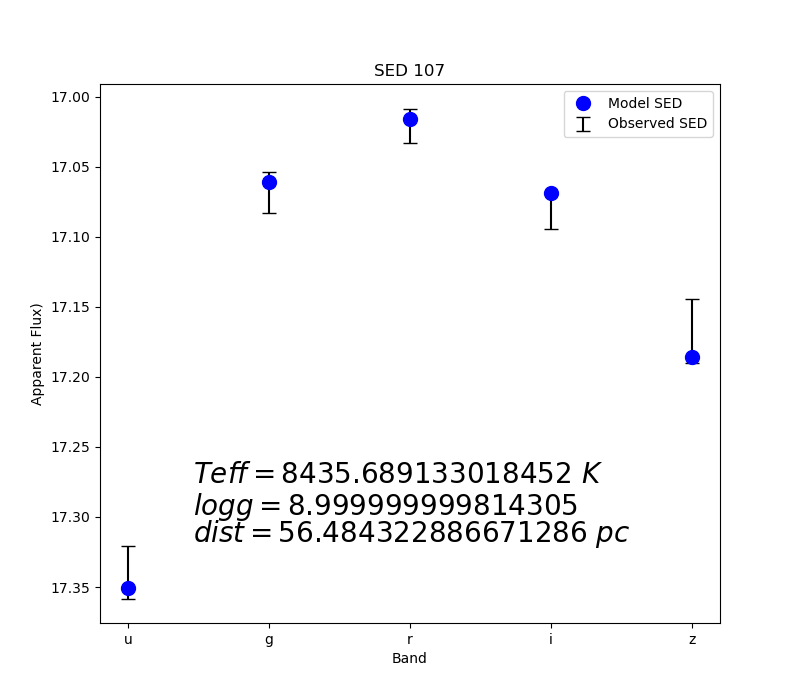 SED 107
Model SED
Observed SED
17.00
17.05
17.10
17.15
17.20
17.25
17.30
17.35
Apparent Flux)
Teff = 8435.689133018452 K
logg = 8.999999999814305
dist = 56.484322886671286 pc
u g r i z
Band